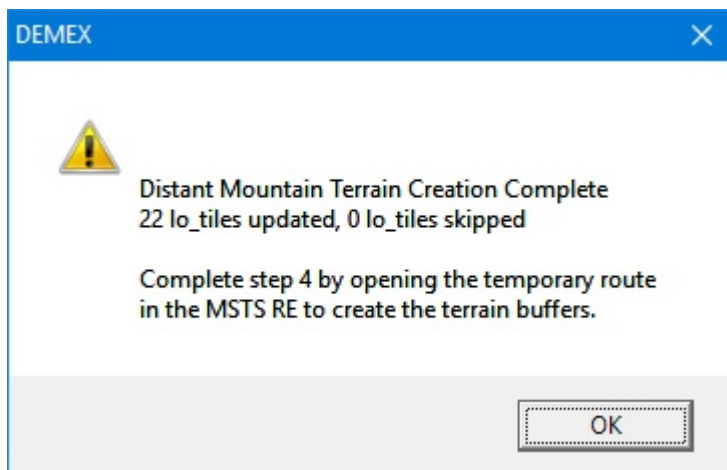 DEMEX
Distant Mountain Terrain Creation Complete
22 lo_tiles updated, 0 lo_tiles skipped
Complete step 4 by opening the temporary route
in the MSTS RE to create the terrain buffers.
OK